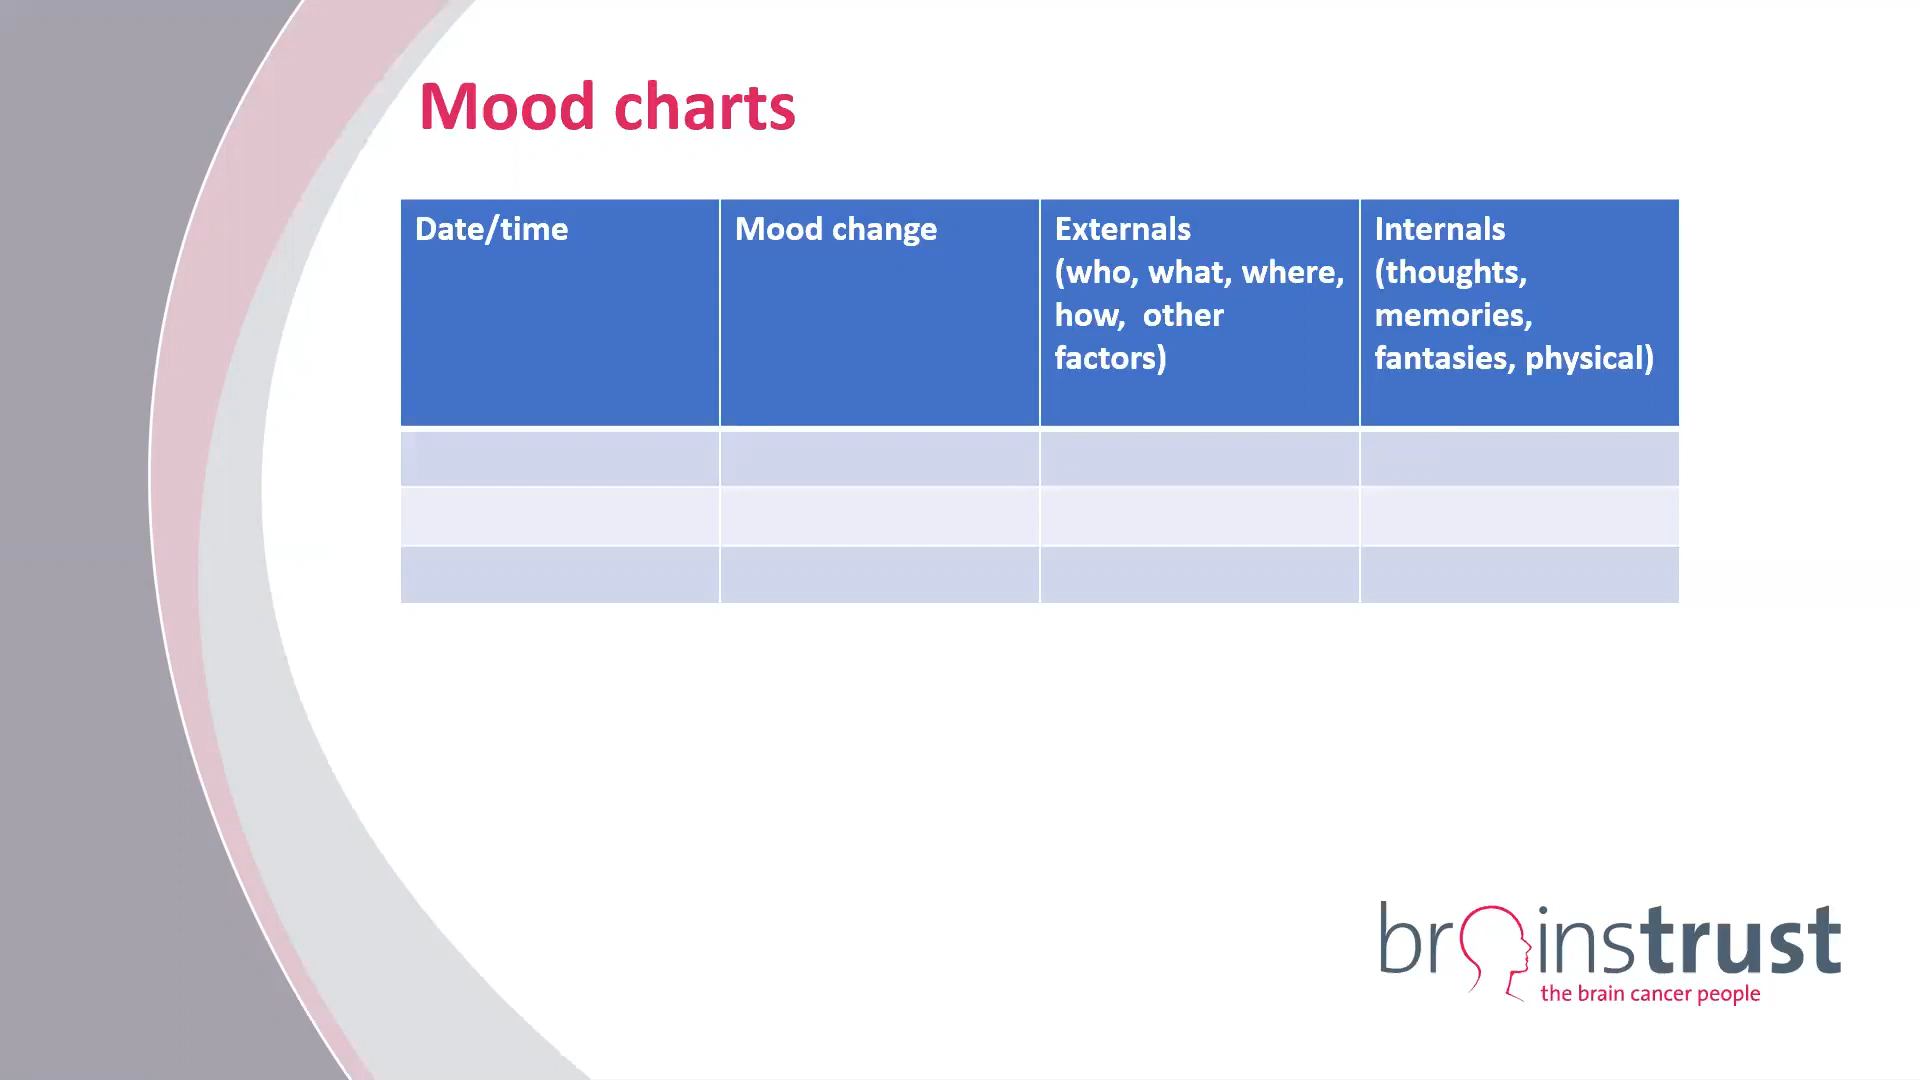 Mood charts
Date/time
Mood change
Externals
(who, what, where,
how, other
factors)
Internals
(thoughts,
memories,
fantasies, physical)
brainstrust
the brain cancer people